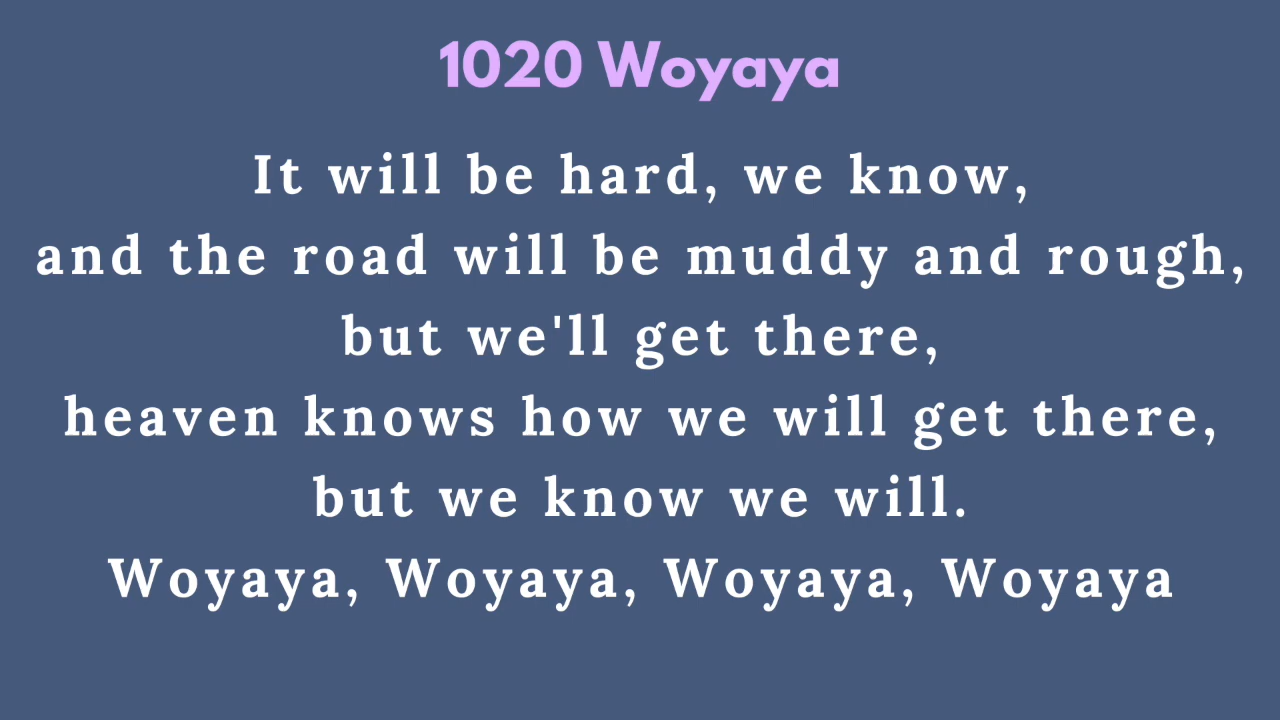 1020 Woyaya
It will be hard, we know,
and the road will be muddy and rough,
but we'll get there,
heaven knows how we will get there,
but we know we will.
Woyaya, Woyaya, Woyaya, Woyaya